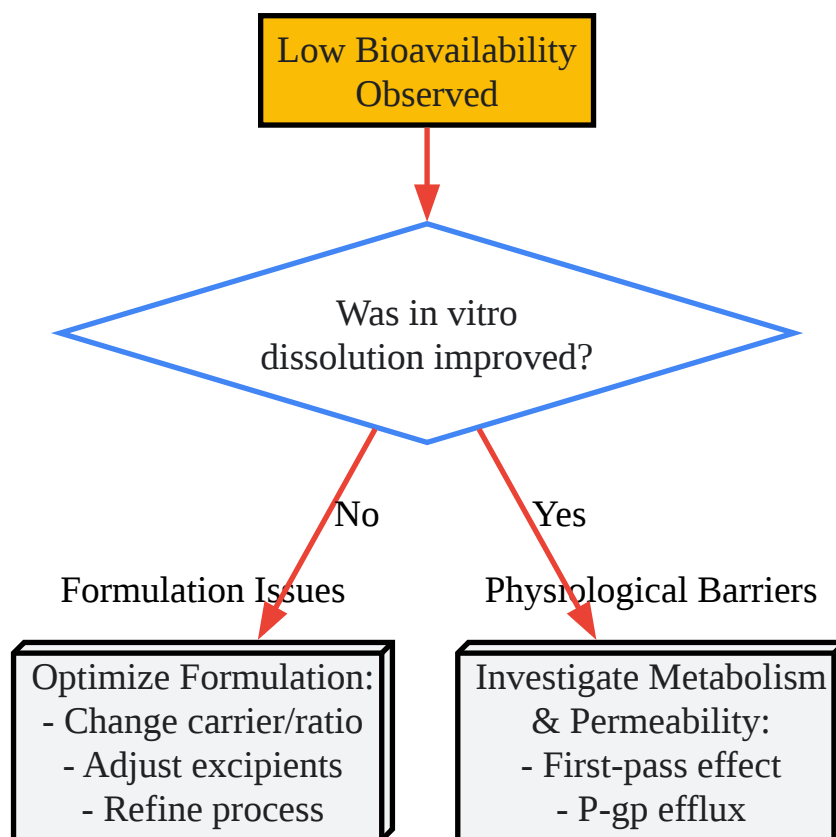 Low Bioavailability
Observed
Was in vitro
dissolution improved?
No
Yes
Formulation Issues
Physiological Barriers
Optimize Formulation:
- Change carrier/ratio
- Adjust excipients
- Refine process
Investigate Metabolism
& Permeability:
- First-pass effect
- P-gp efflux